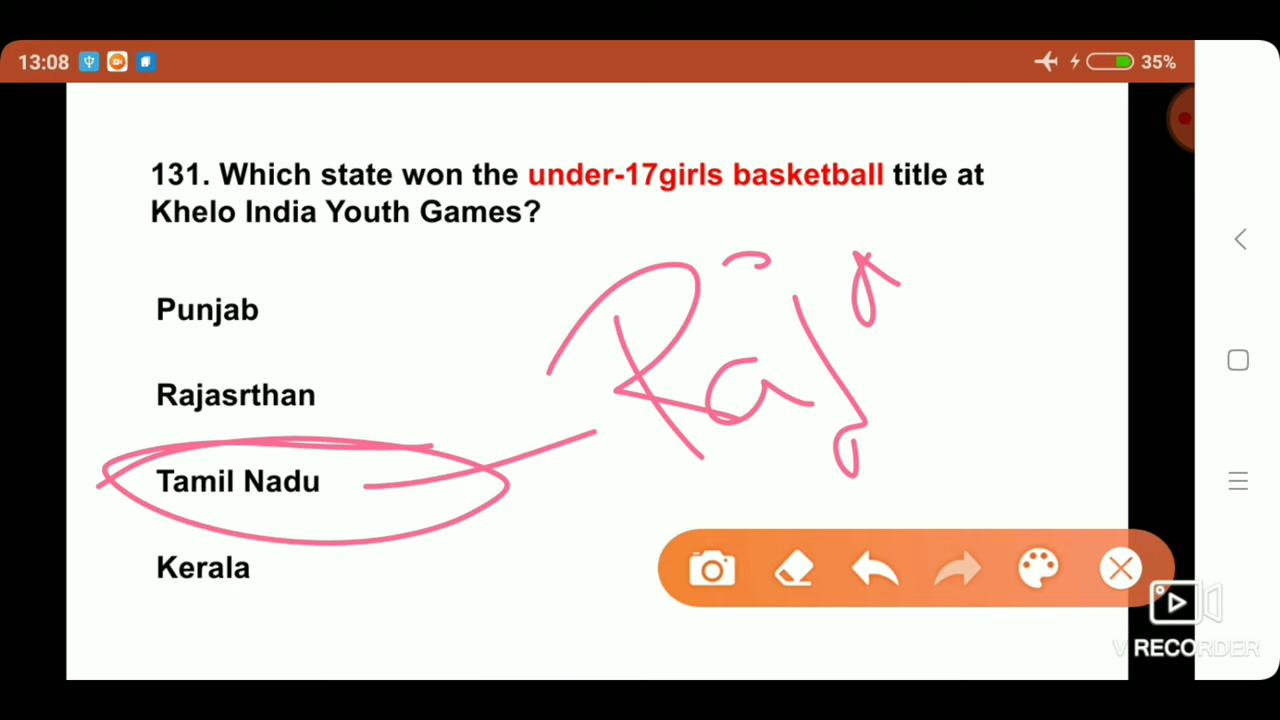 13:08
35%
131. Which state won the under-17girls basketball title at
Khelo India Youth Games?
Punjab
Rajasrthan
Tamil Nadu
Kerala
Raj
V RECORDER